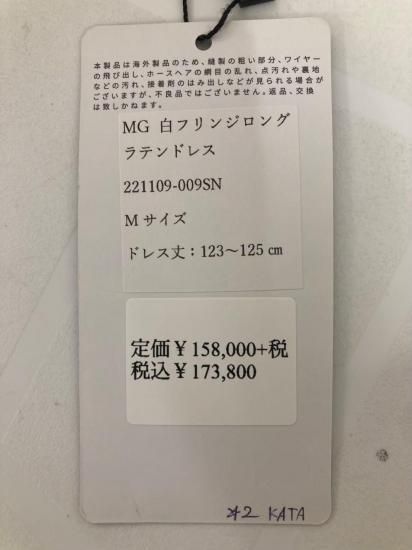 本製品は海外製品のため、縫製の粗い部分、ワイヤー
の飛び出し、ホースヘアの網目の乱れ、点汚れや裏地
などの汚れ、接着剤のはみ出しなどが見られる場合が
ございますが、不良品ではございません。返品、交換
は致しかねます。
MG 白フリンジロング
ラテンドレス
221109-009SN
Mサイズ
ドレス丈：123〜125㎝
定価¥158,000+税
税込¥173,800
KATA